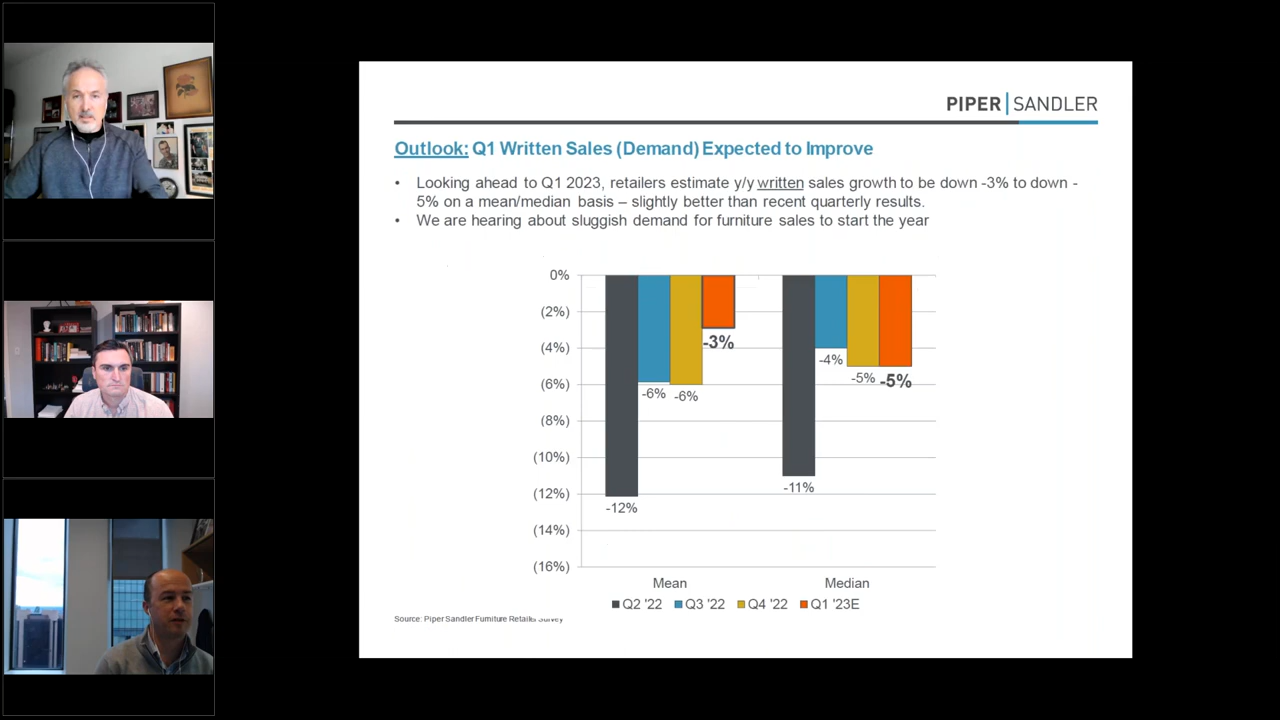 PIPER|SANDLER
Outlook: Q1 Written Sales (Demand) Expected to Improve
• Looking ahead to Q1 2023, retailers estimate y/y written sales growth to be down -3% to down -
5% on a mean/median basis – slightly better than recent quarterly results.
• We are hearing about sluggish demand for furniture sales to start the year
0%
(2%)
(4%)
(6%)
(8%)
(10%)
(12%)
(14%)
(16%)
-12%
-6%
-6%
-3%
-11%
-4%
-5%
-5%
Mean
Median
Q2 '22
Q3 '22
Q4 '22
Q1 '23E
Source: Piper Sandler Furniture Retailer Survey